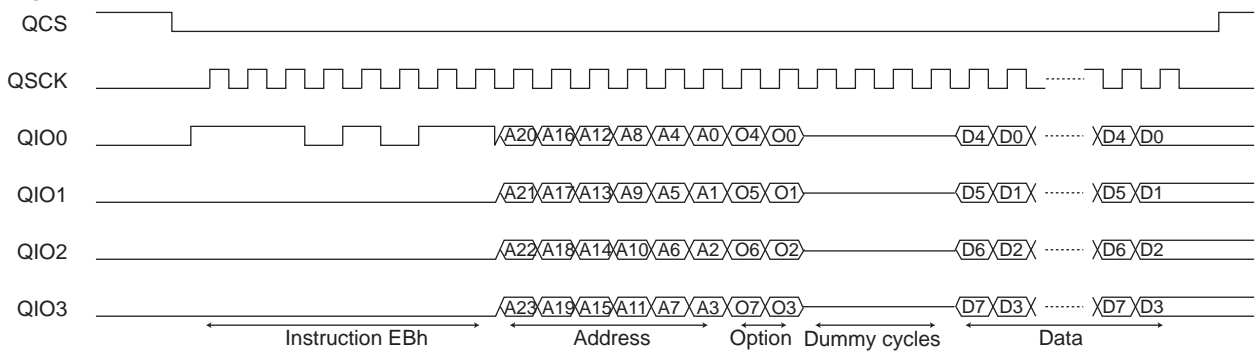 QCS
QSCK
QIO0 A20 A16 A12 A8 A4 A0 O4 O0 D4 D0 D4 D0
QIO1 A21 A17 A13 A9 A5 A1 O5 O1 D5 D1 D5 D1
QIO2 A22 A18 A14 A10 A6 A2 O6 O2 D6 D2 D6 D2
QIO3 A23 A19 A15 A11 A7 A3 O7 O3 D7 D3 D7 D3
Instruction EBh Address Option Dummy cycles Data